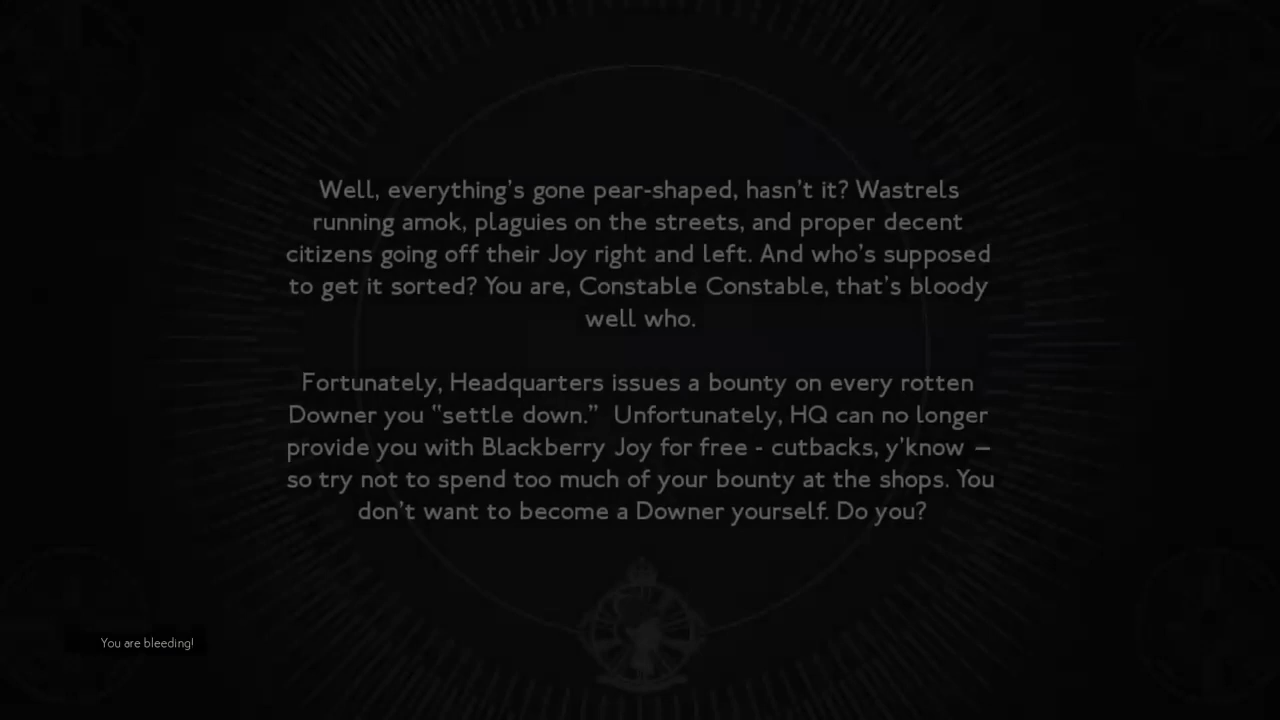 Well, everything’s gone pear-shaped, hasn’t it? Wastrels
running amok, plaguies on the streets, and proper decent
citizens going off their Joy right and left. And who’s supposed
to get it sorted? You are, Constable Constable, that’s bloody
well who.
Fortunately, Headquarters issues a bounty on every rotten
Downer you “settle down.”  Unfortunately, HQ can no longer
provide you with Blackberry Joy for free - cutbacks, y’know –
so try not to spend too much of your bounty at the shops. You
don’t want to become a Downer yourself. Do you?
You are bleeding!